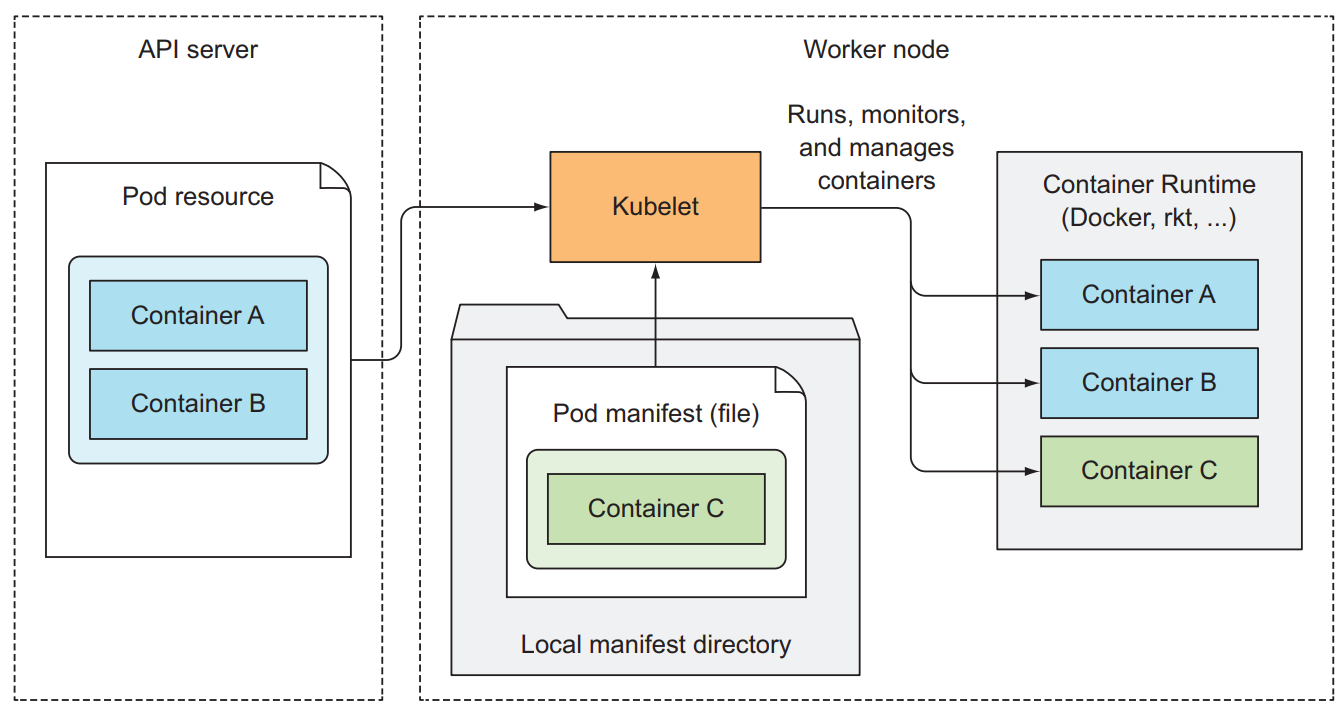 API server
Pod resource
Container A
Container B
Worker node
Kubelet
Runs, monitors,
and manages
containers
Pod manifest (file)
Container C
Local manifest directory
Container Runtime
(Docker, rkt, ...)
Container A
Container B
Container C